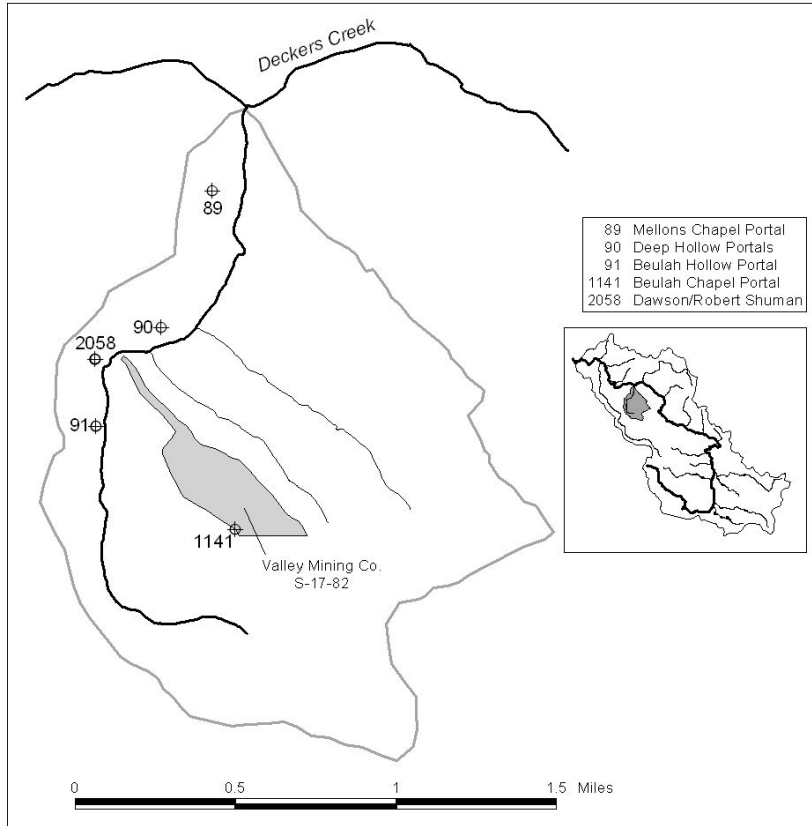 Deckers Creek
89
89 Mellons Chapel Portal
90 Deep Hollow Portals
91 Beulah Hollow Portal
1141 Beulah Chapel Portal
2058 Dawson/Robert Shuman
90
2058
91
1141
Valley Mining Co.
S-17-82
0 0.5 1 1.5 Miles